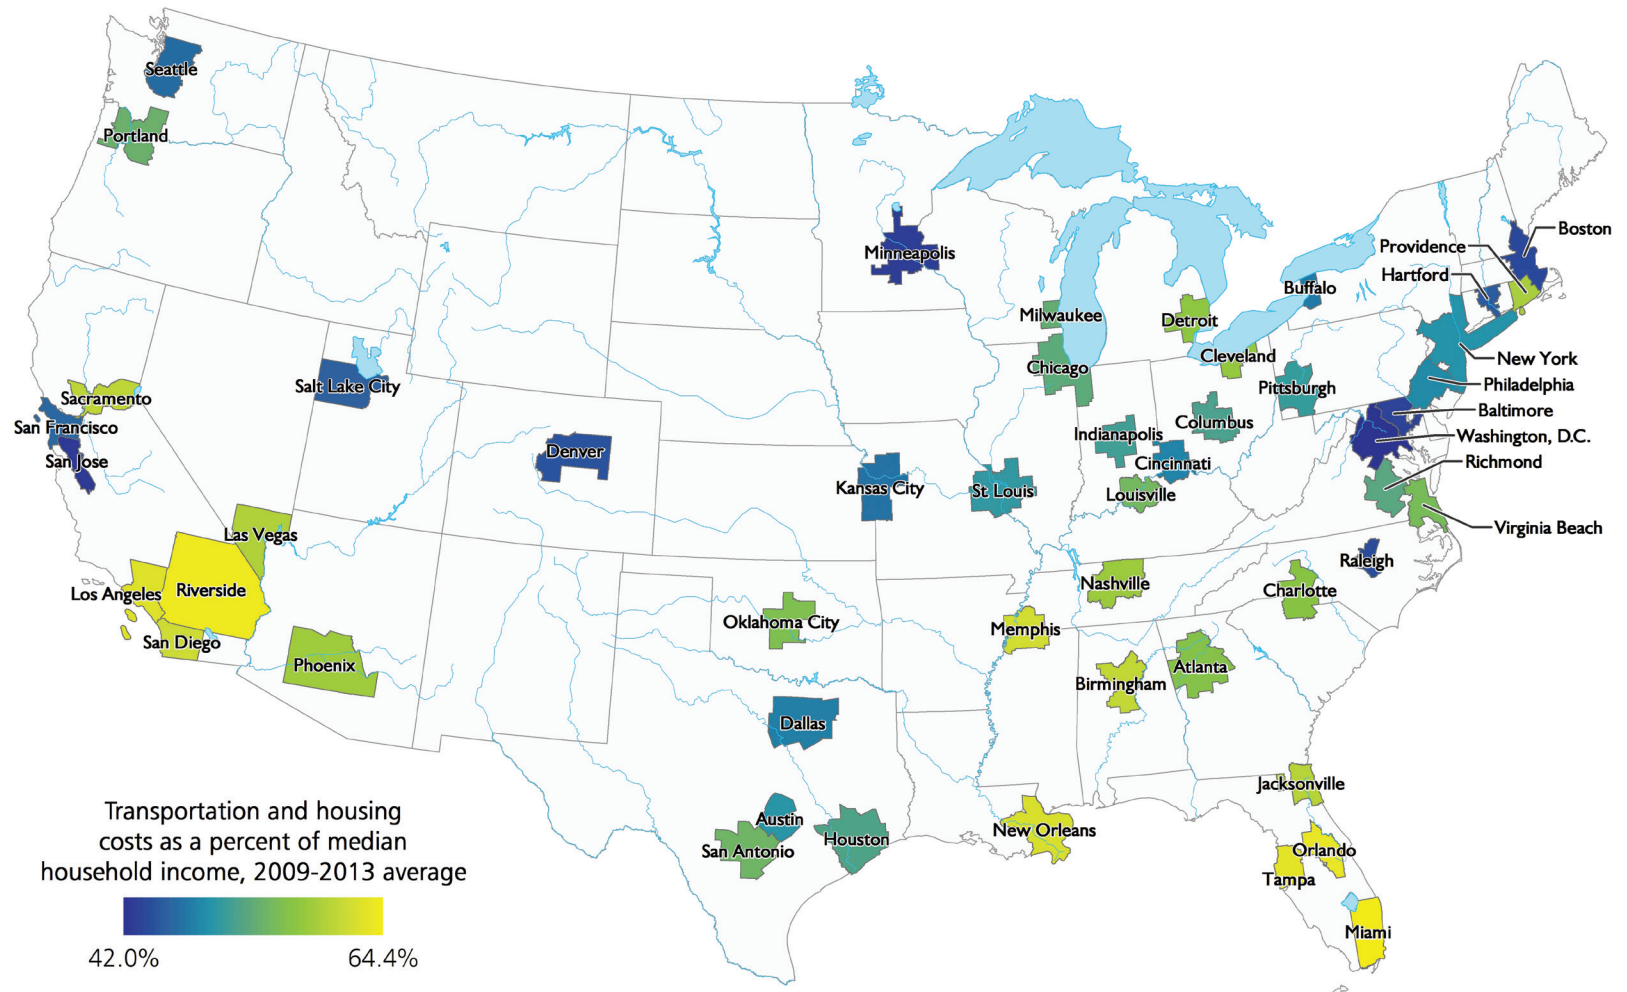 Seattle
Portland
Minneapolis
Boston
Providence
Hartford
Buffalo
Milwaukee
Detroit
Cleveland
New York
Chicago
Pittsburgh
Philadelphia
Salt Lake City
Sacramento
Baltimore
San Francisco
Columbus
Indianapolis
Washington, D.C.
Denver
San Jose
Cincinnati
Richmond
Kansas City
St Louis
Louisville
Virginia Beach
Las Vegas
Raleigh
Nashville
Riverside
Los Angeles
Charlotte
Oklahoma City
Memphis
San Diego
Phoenix
Atlanta
Birmingham
Dallas
Jacksonville
Transportation and housing
costs as a percent of median
household income, 2009-2013 average
42.0%
64.4%
Austin
San Antonio
Houston
New Orleans
Orlando
Tampa
Miami